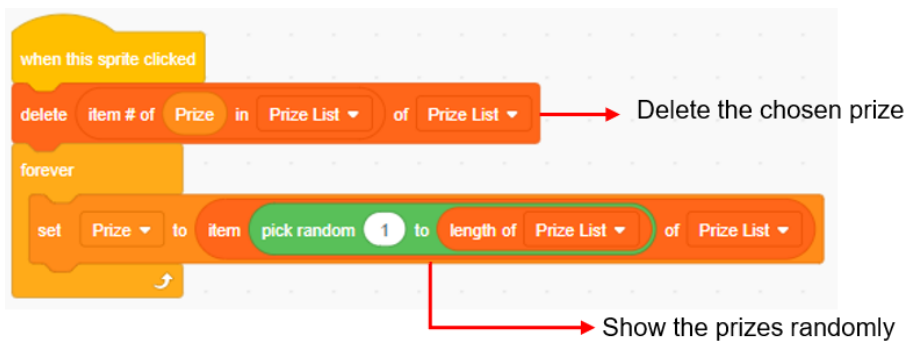 when this sprite clicked
delete item # of Prize in Prize List of Prize List
Delete the chosen prize
forever
set Prize to item pick random 1 to length of Prize List of Prize List
Show the prizes randomly